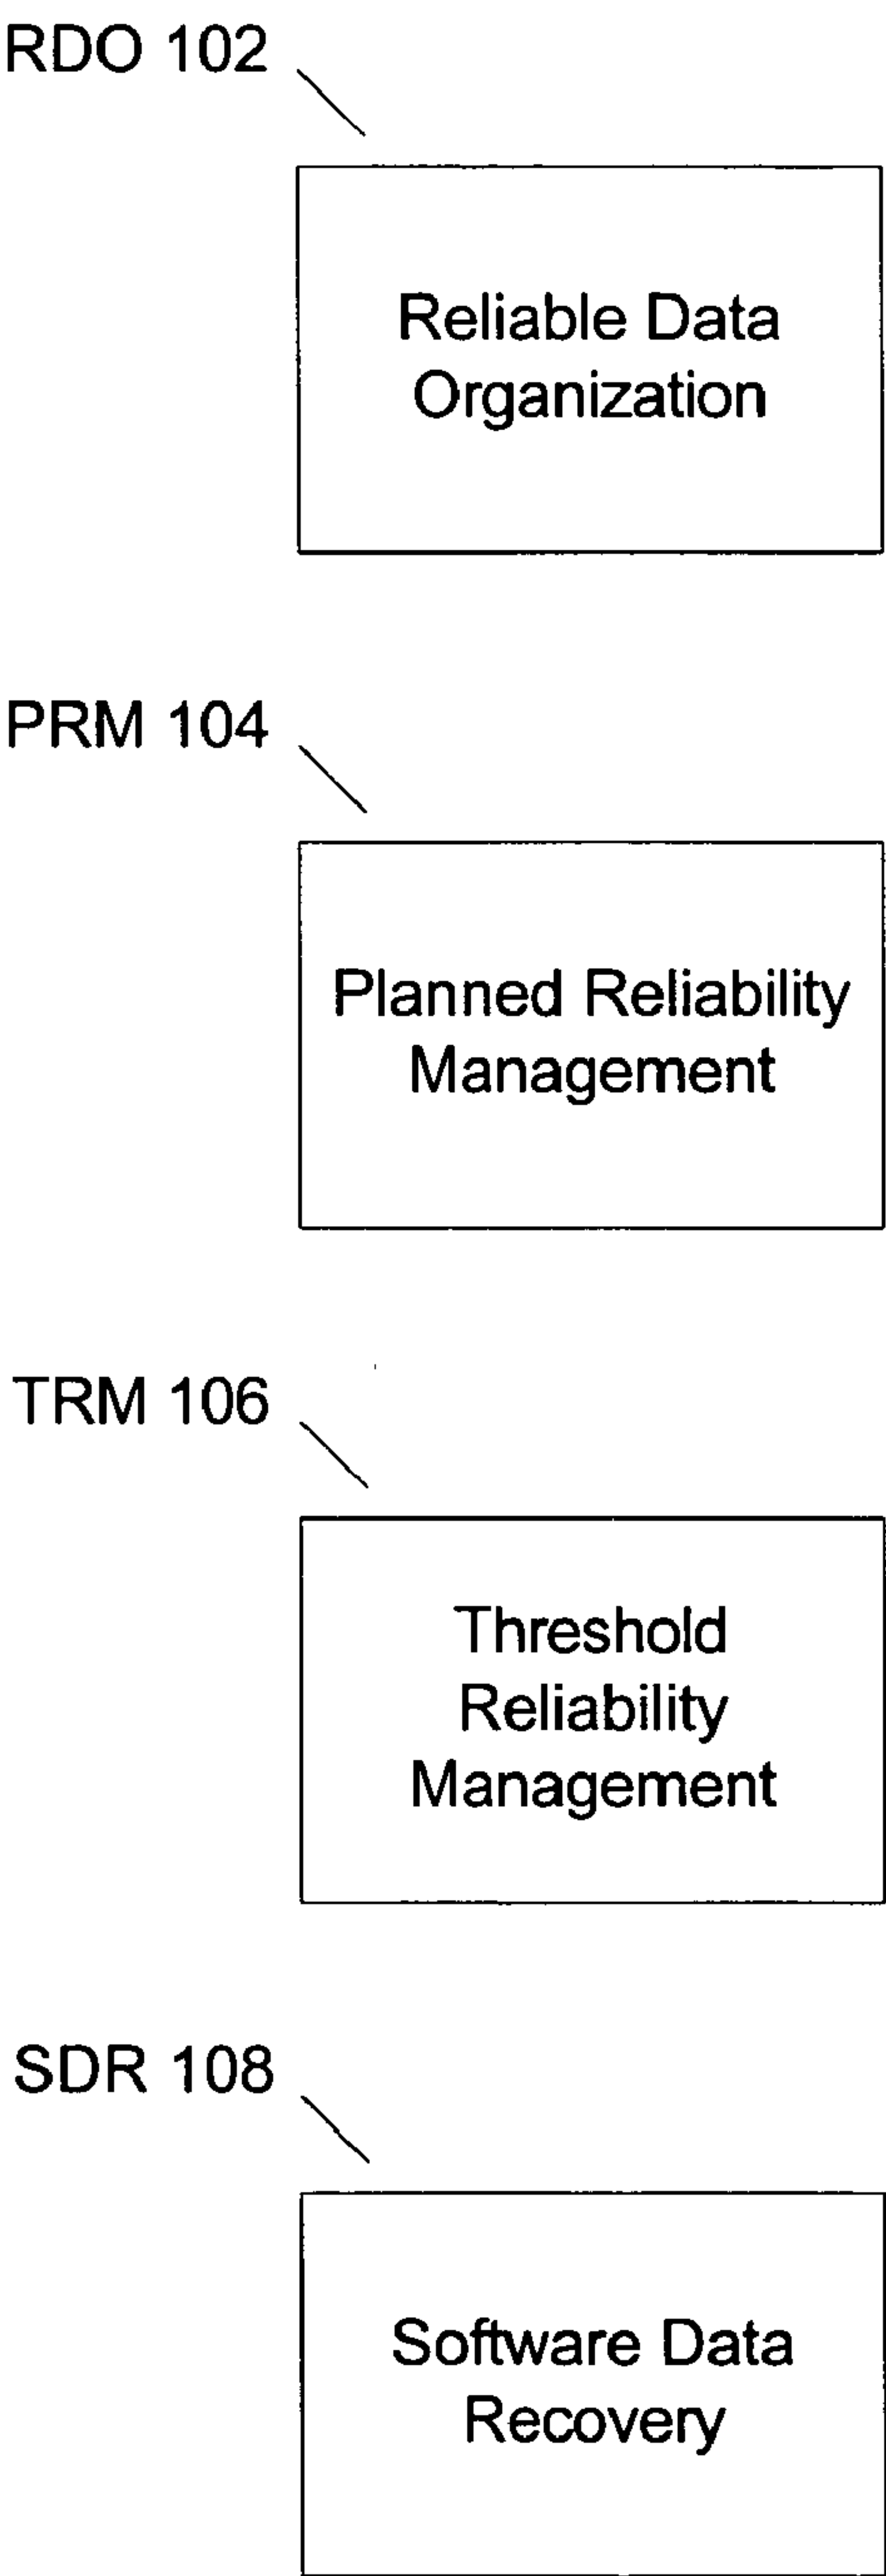 RDO 102
Reliable Data
Organization
PRM 104
Planned Reliability
Management
TRM 106
Threshold
Reliability
Management
SDR 108
Software Data
Recovery